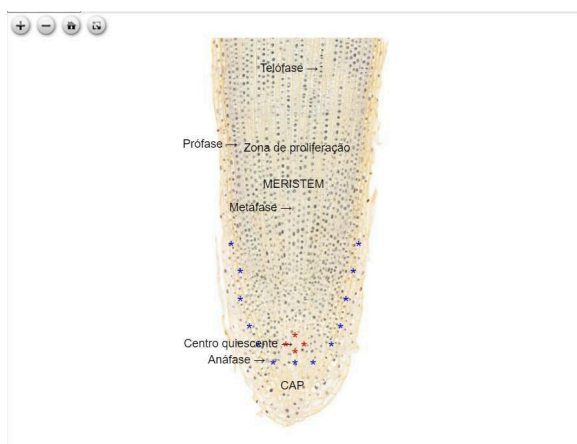 Telófase →
Prófase →
Zona de proliferação
MERISTEM
Metáfase →
Centro quiescente →
Anáfase →
CAP